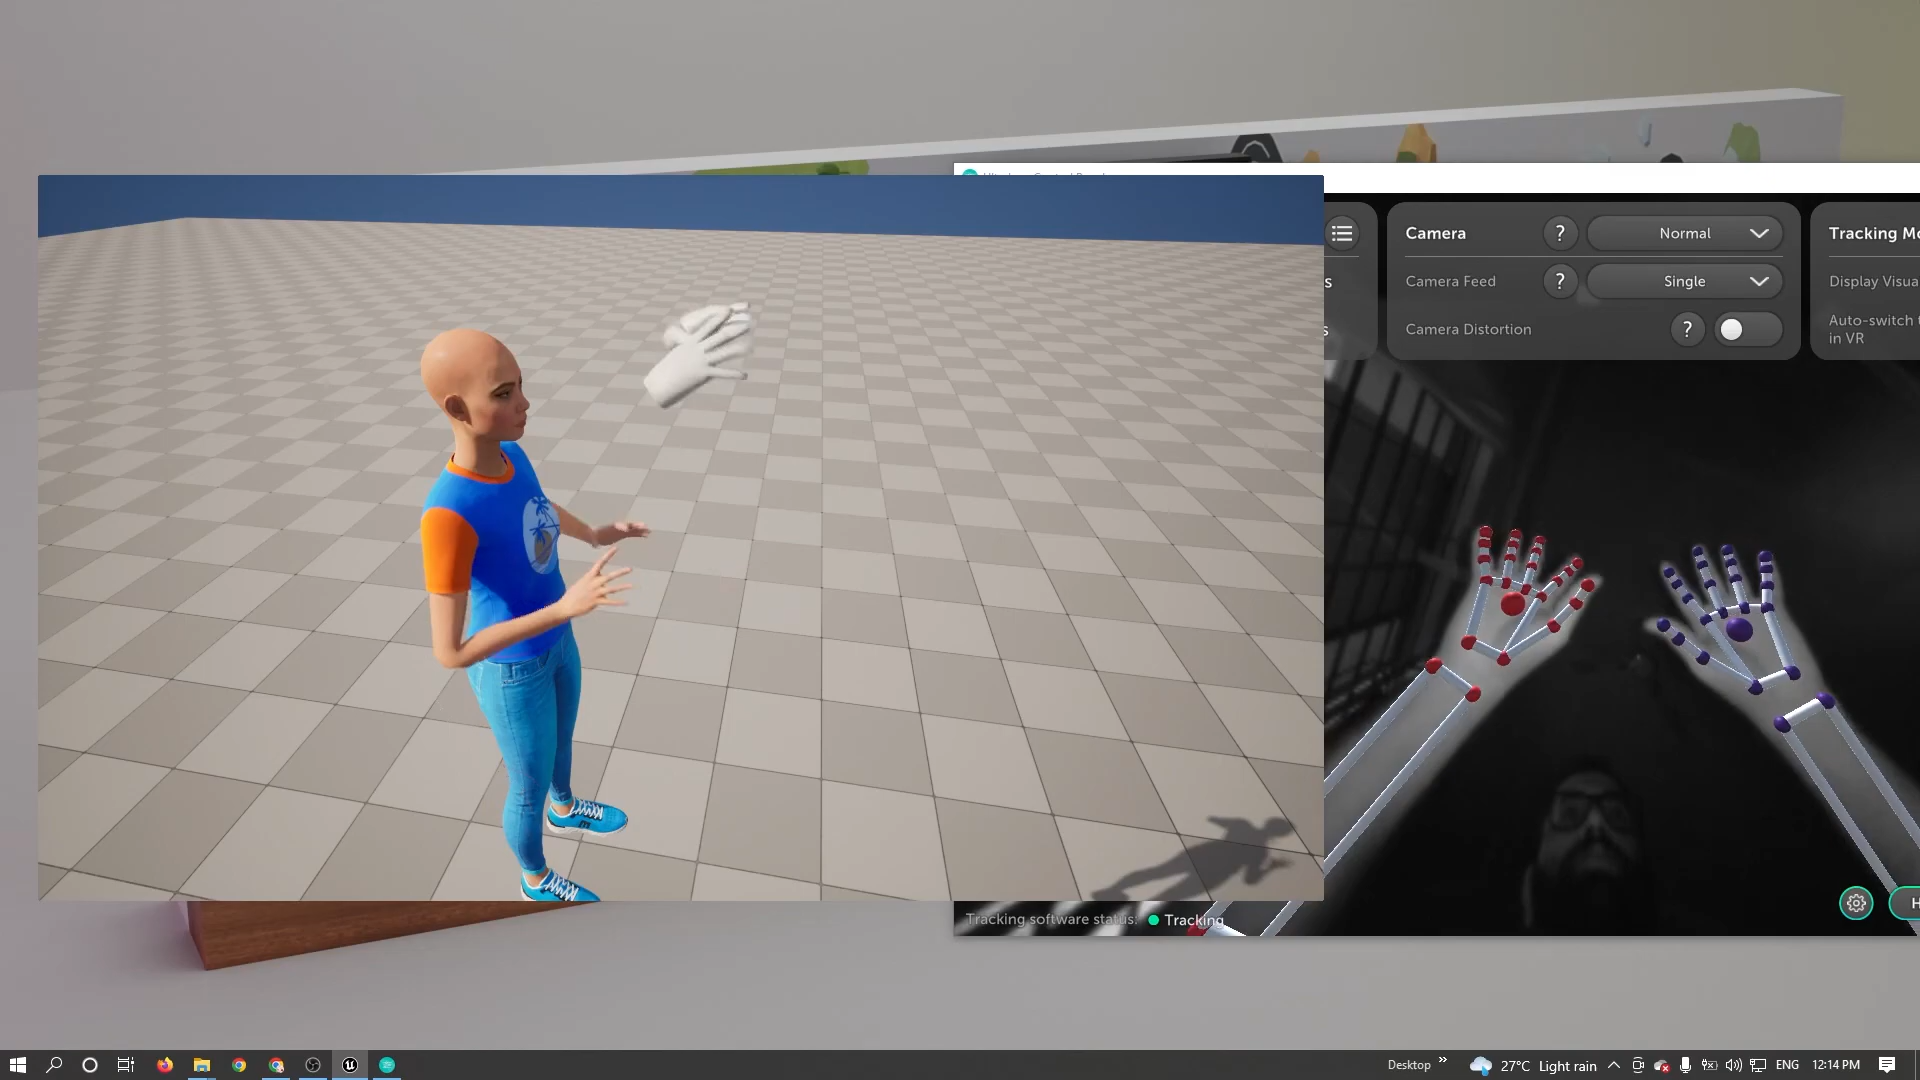 Camera
Normal
Tracking Mo
Camera Feed
Single
Display Visua
Camera Distortion
Auto-switch t
in VR
Tracking software status:
Tracking
H
Desktop
27°C Light rain
ENG
12:14 PM